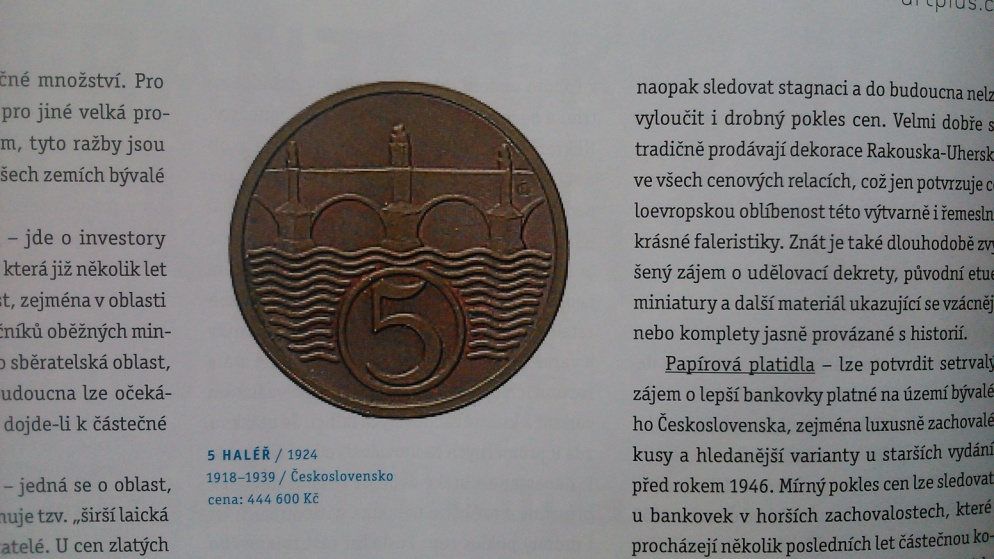 čné množství. Pro
pro jiné velká pro-
m, tyto ražby jsou
šech zemích bývalé
– jde o investory
která již několik let
st, zejména v oblasti
čníků oběžných min-
o sběratelská oblast,
udoucna lze očeká-
dojde-li k částečné
– jedná se o oblast,
nuje tzv. „širší laická
vatelé. U cen zlatých
5
5 HALÉŘ / 1924
1918–1939 / Československo
cena: 444 600 Kč
artplus.c
naopak sledovat stagnaci a do budoucna nelz
vyloučit i drobný pokles cen. Velmi dobře s
tradičně prodávají dekorace Rakouska-Uhersk
ve všech cenových relacích, což jen potvrzuje c
loevropskou oblíbenost této výtvarně i řemesln
krásné faleristiky. Znát je také dlouhodobě zvý
šený zájem o udělovací dekrety, původní etue
miniatury a další materiál ukazující se vzácněj
nebo komplety jasně provázané s historií.
Papírová platidla – lze potvrdit setrvalý
zájem o lepší bankovky platné na území bývalé
ho Československa, zejména luxusně zachovalé
kusy a hledanější varianty u starších vydání
před rokem 1946. Mírný pokles cen lze sledovat
u bankovek v horších zachovalostech, které
procházejí několik posledních let částečnou ko-